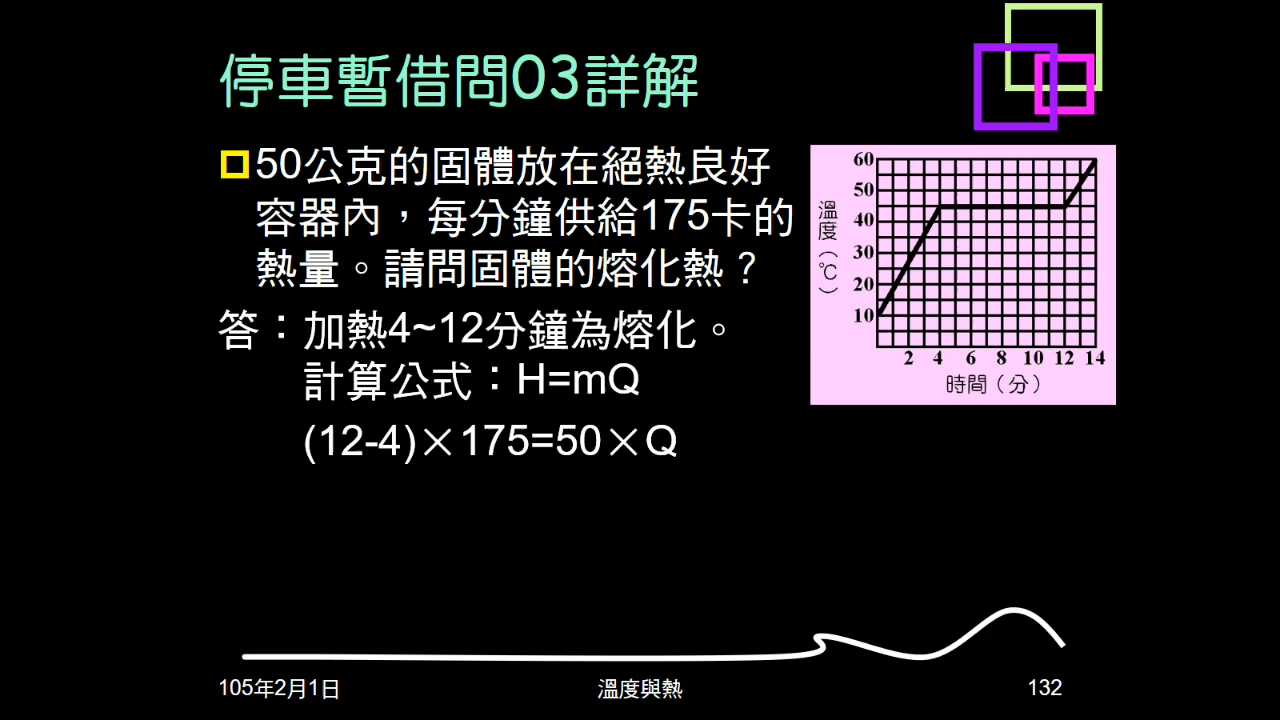 停車暫借問03詳解
50公克的固體放在絕熱良好
容器內，每分鐘供給175卡的
熱量。請問固體的熔化熱？
答：加熱4~12分鐘為熔化。
計算公式：H=mQ
(12-4)×175=50×Q
溫度（℃）
60
50
40
30
20
10
2 4 6 8 10 12 14
時間（分）
105年2月1日
溫度與熱
132